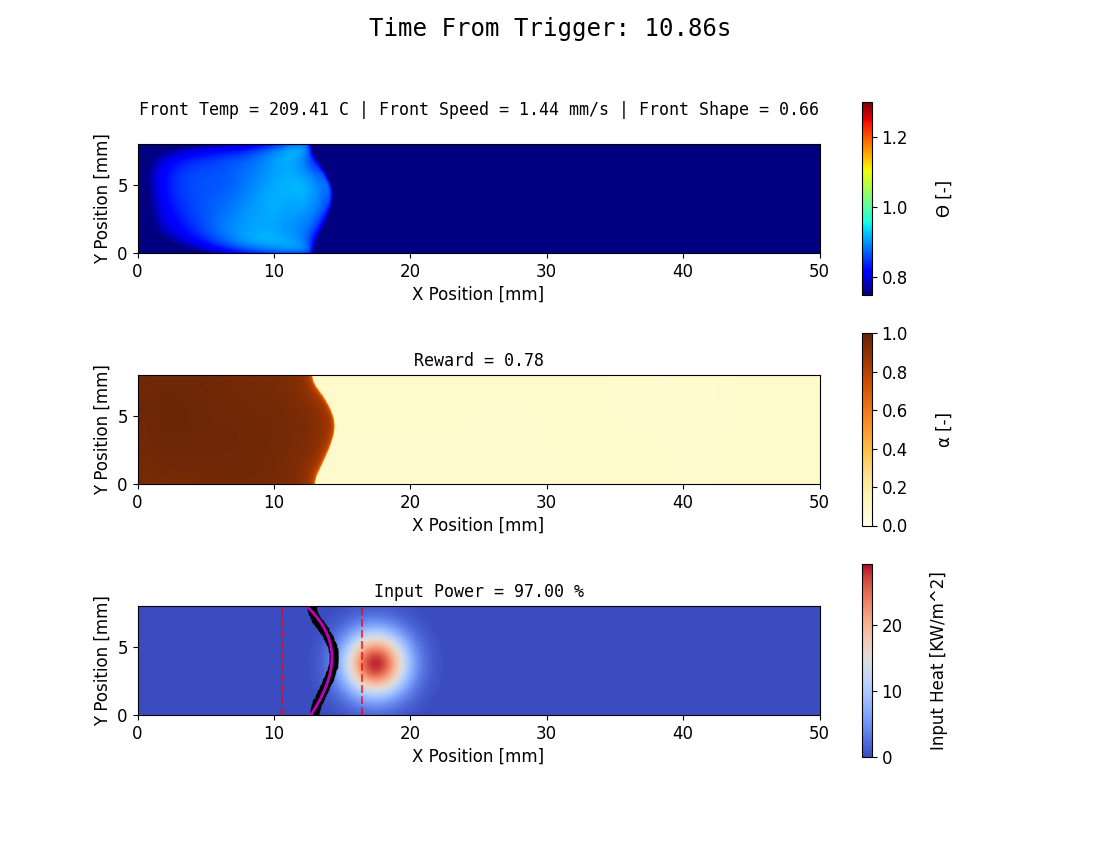 Time From Trigger: 10.86s
Front Temp = 209.41 C | Front Speed = 1.44 mm/s | Front Shape = 0.66
Y Position [mm]
5
0
0 10 20 30 40 50
X Position [mm]
1.2
1.0
0.8
Θ [-]
Reward = 0.78
Y Position [mm]
5
0
0 10 20 30 40 50
X Position [mm]
1.0
0.8
0.6
0.4
0.2
0.0
α [-]
Input Power = 97.00 %
Y Position [mm]
5
0
0 10 20 30 40 50
X Position [mm]
20
10
0
Input Heat [KW/m^2]